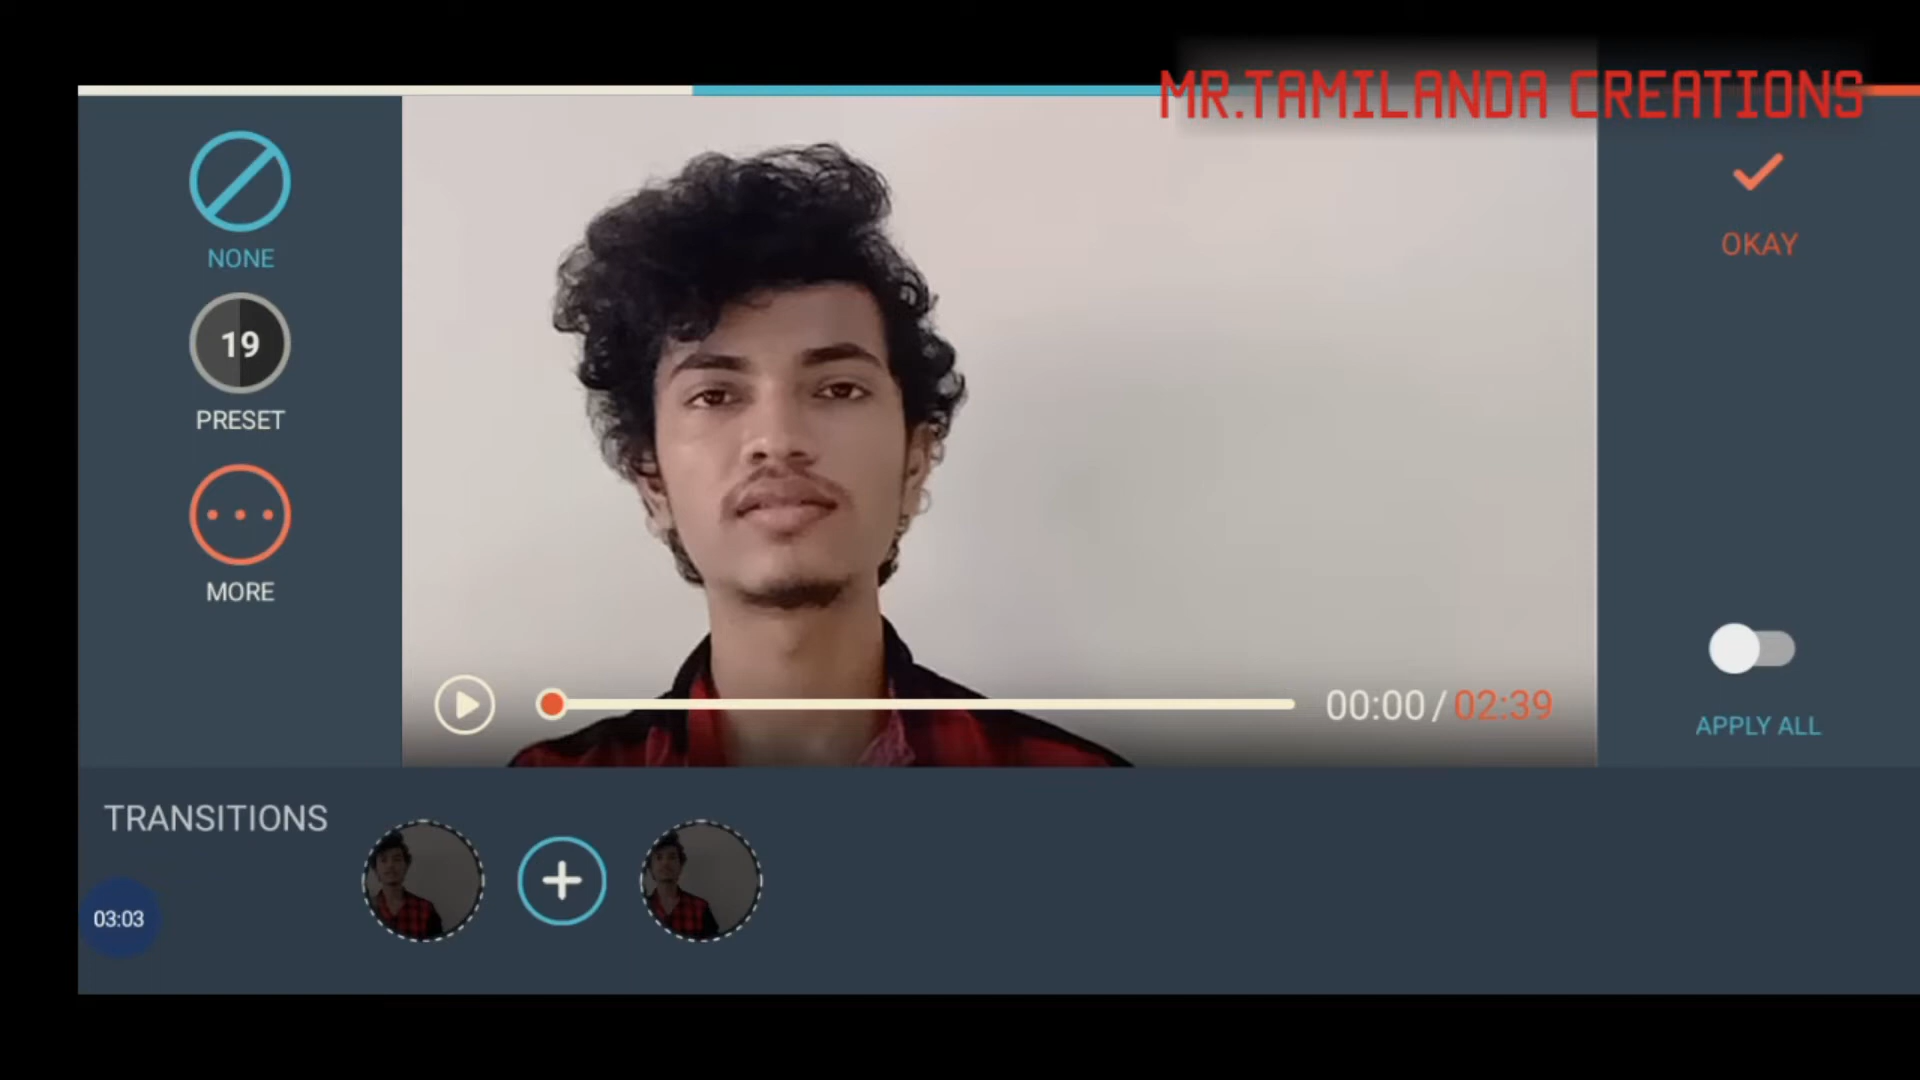 MR.TAMILANDA CREATIONS
NONE
19
PRESET
MORE
OKAY
00:00 / 02:39
APPLY ALL
TRANSITIONS
03:03